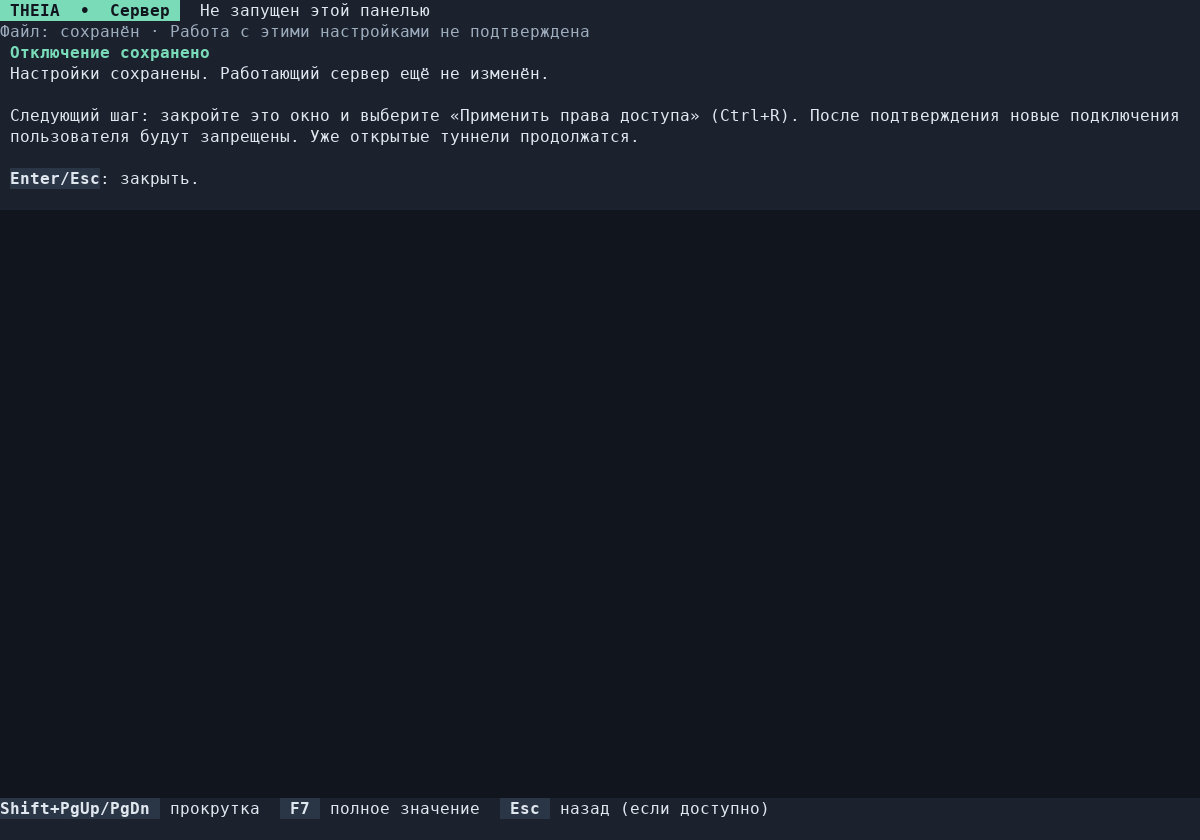 THEIA • Сервер Не запущен этой панелью
Файл: сохранён · Работа с этими настройками не подтверждена
Отключение сохранено
Настройки сохранены. Работающий сервер ещё не изменён.
Следующий шаг: закройте это окно и выберите «Применить права доступа» (Ctrl+R). После подтверждения новые подключения
пользователя будут запрещены. Уже открытые туннели продолжатся.
Enter/Esc: закрыть.
Shift+PgUp/PgDn прокрутка F7 полное значение Esc назад (если доступно)